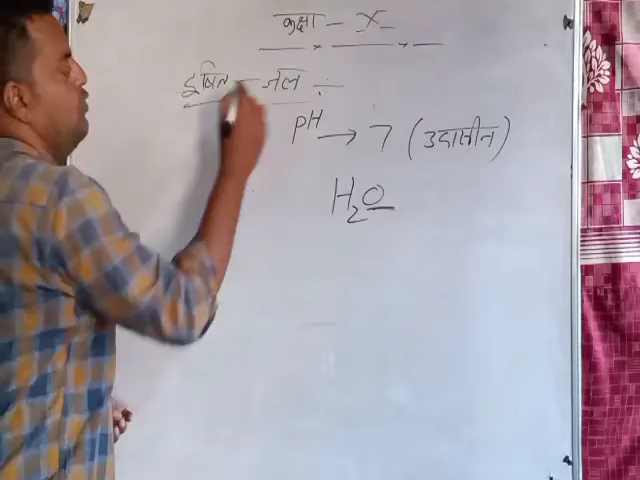 कक्षा - X
दूषित - जल :-
pH → 7 (उदासीन)
H₂O